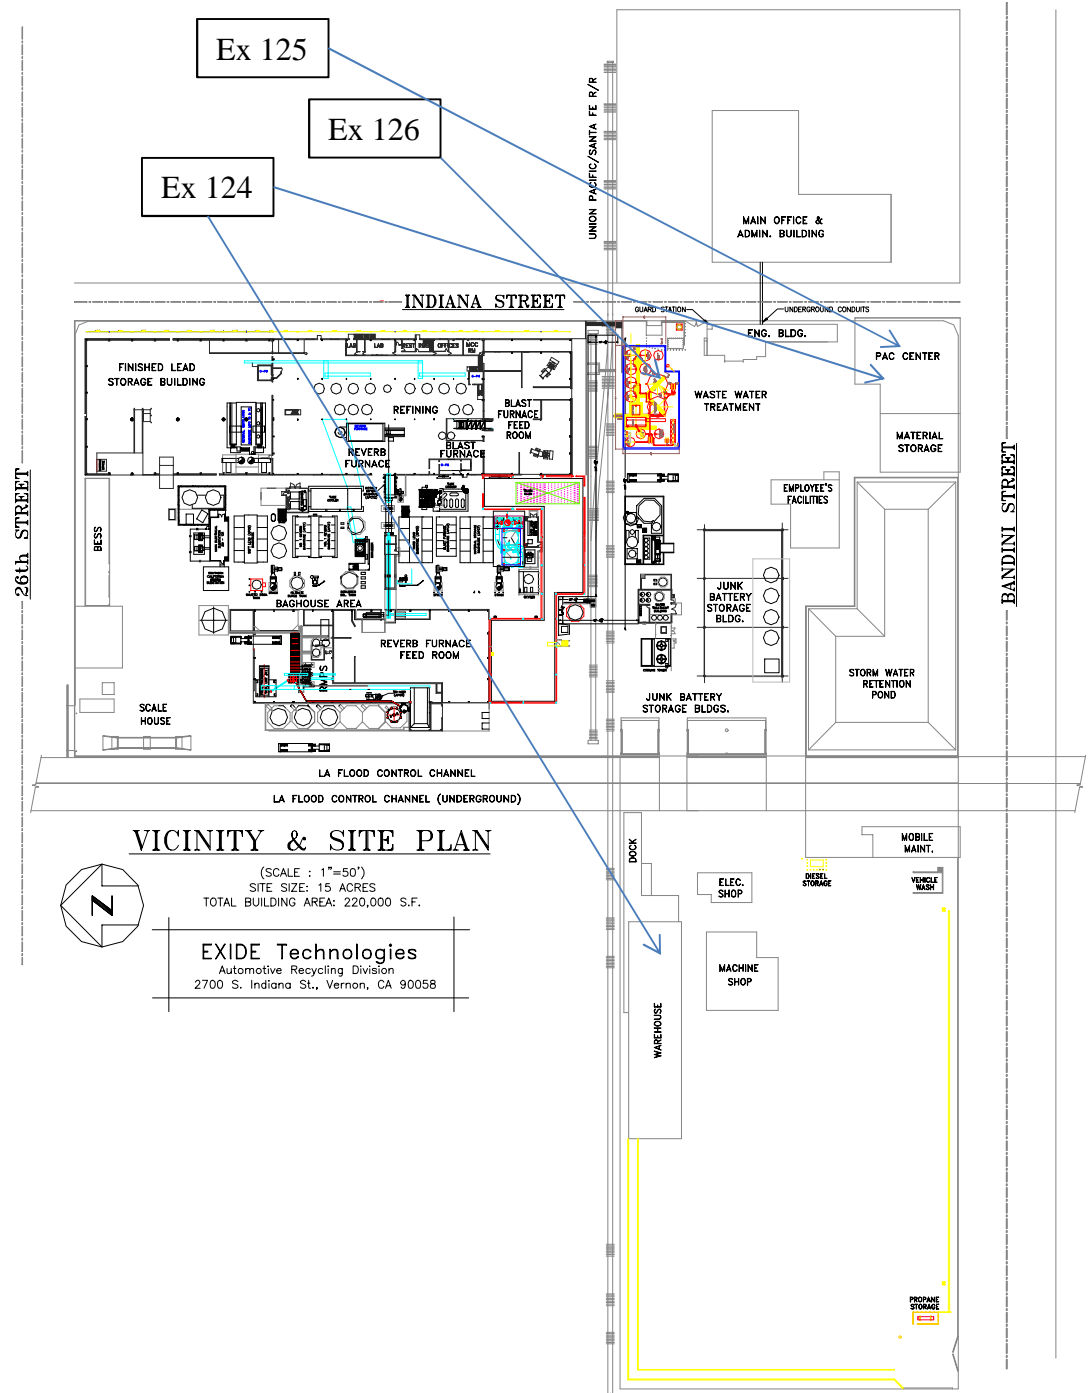 Ex 125
Ex 126
Ex 124
UNION PACIFIC/SANTA FE R/R
MAIN OFFICE &
ADMIN. BUILDING
INDIANA STREET
GUARD STATION
UNDERGROUND CONDUITS
ENG. BLDG.
PAC CENTER
LAB
OFFICES
MCC
RM
FINISHED LEAD
STORAGE BUILDING
REFINING
BLAST
FURNACE
FEED
ROOM
WASTE WATER
TREATMENT
REVERB
FURNACE
BLAST
FURNACE
MATERIAL
STORAGE
26th STREET
BANDINI STREET
BESS
EMPLOYEE'S
FACILITIES
BAGHOUSE AREA
JUNK
BATTERY
STORAGE
BLDG.
REVERB FURNACE
FEED ROOM
RMPS
STORM WATER
RETENTION
POND
SCALE
HOUSE
JUNK BATTERY
STORAGE BLDGS.
LA FLOOD CONTROL CHANNEL
LA FLOOD CONTROL CHANNEL (UNDERGROUND)
VICINITY & SITE PLAN
(SCALE : 1"=50')
SITE SIZE: 15 ACRES
TOTAL BUILDING AREA: 220,000 S.F.
N
EXIDE Technologies
Automotive Recycling Division
2700 S. Indiana St., Vernon, CA 90058
DOCK
ELEC.
SHOP
DIESEL
STORAGE
MOBILE
MAINT.
VEHICLE
WASH
MACHINE
SHOP
WAREHOUSE
PROPANE
STORAGE